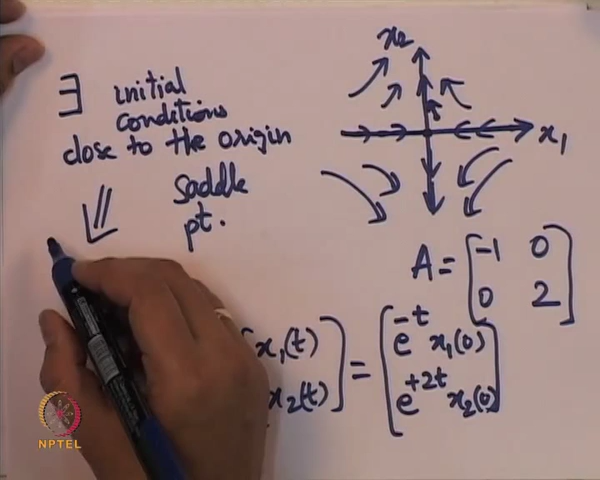 ∃ initial
conditions
close to the origin
saddle
pt.
x₂
x₁
A = [-1 0
0 2]
x₁(t)
x₂(t)] = [e^{-t} x₁(0)
e^{+2t} x₂(0)]
NPTEL